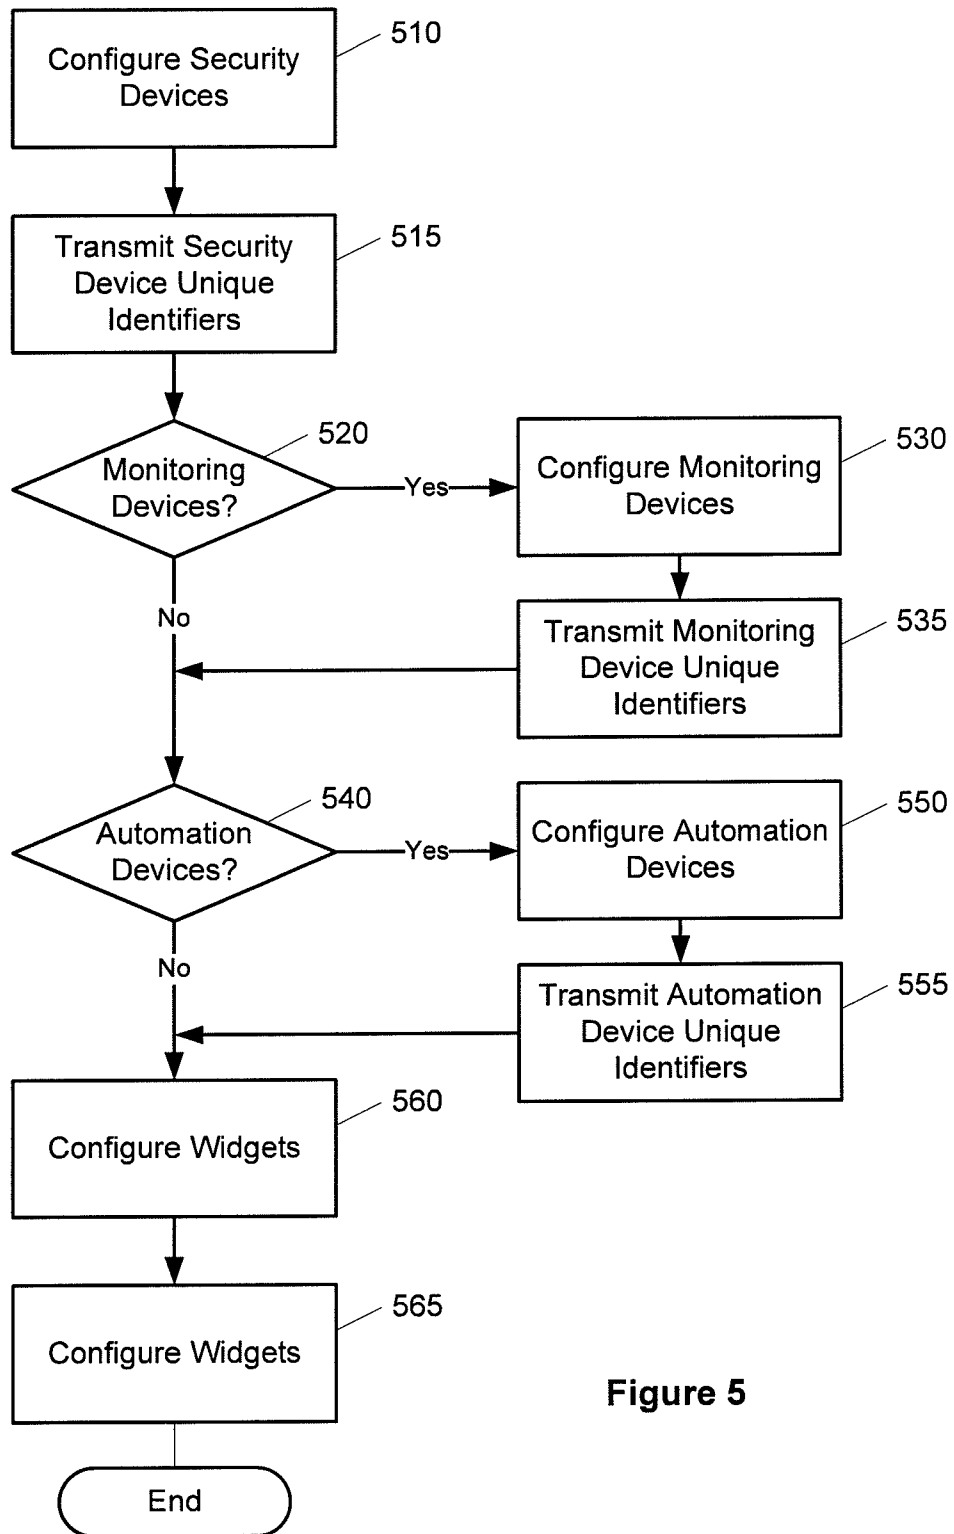 Configure Security
Devices
510
Transmit Security
Device Unique
Identifiers
515
Monitoring
Devices?
520
Yes
Configure Monitoring
Devices
530
No
Transmit Monitoring
Device Unique
Identifiers
535
Automation
Devices?
540
Yes
Configure Automation
Devices
550
No
Transmit Automation
Device Unique
Identifiers
555
Configure Widgets
560
Configure Widgets
565
Figure 5
End